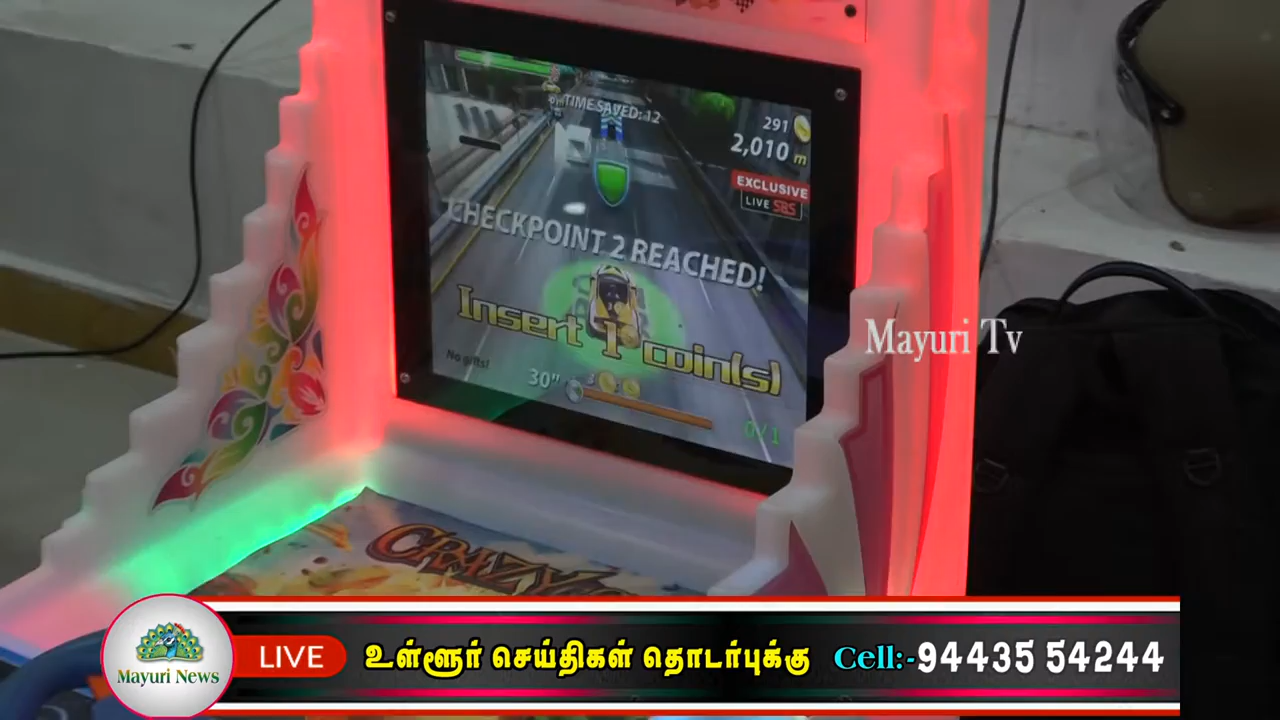 TIME SAVED: 12
291
2,010 m
EXCLUSIVE
LIVE SBS
CHECKPOINT 2 REACHED!
Insert 1 coin(s)
No gifts!
30"
0/1
Mayuri Tv
CRAZY
Mayuri News
LIVE
உள்ளூர் செய்திகள் தொடர்புக்கு Cell:-94435 54244